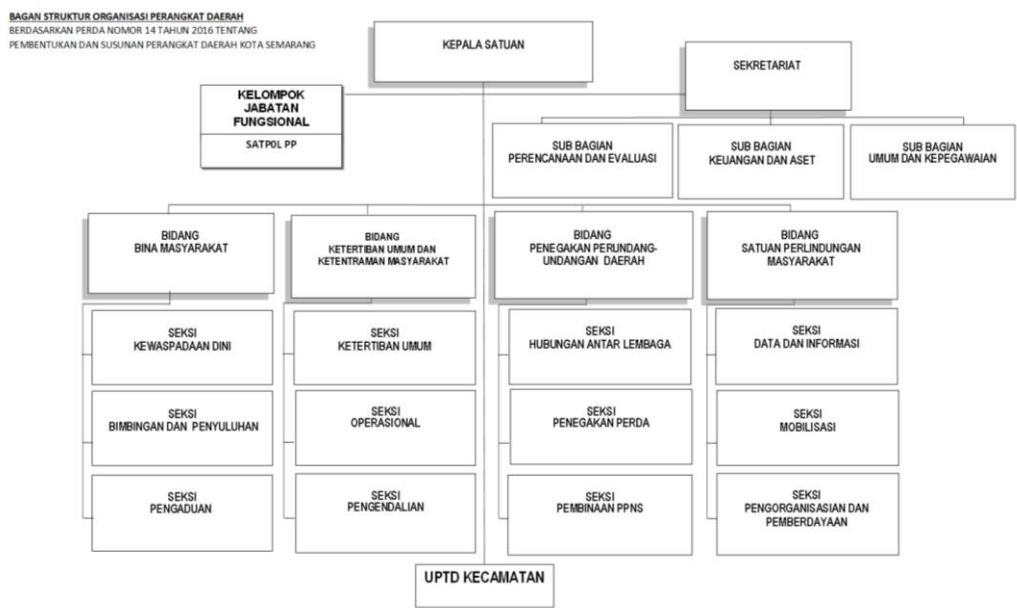 BAGAN STRUKTUR ORGANISASI PERANGKAT DAERAH
BERDASARKAN PERDA NOMOR 14 TAHUN 2016 TENTANG
PEMBENTUKAN DAN SUSUNAN PERANGKAT DAERAH KOTA SEMARANG
KEPALA SATUAN
SEKRETARIAT
KELOMPOK
JABATAN
FUNGSIONAL
SATPOL PP
SUB BAGIAN
PERENCANAAN DAN EVALUASI
SUB BAGIAN
KEUANGAN DAN ASET
SUB BAGIAN
UMUM DAN KEPEGAWAIAN
BIDANG
BINA MASYARAKAT
BIDANG
KETERTIBAN UMUM DAN
KETENTRAMAN MASYARAKAT
BIDANG
PENEGAKAN PERUNDANG-
UNDANGAN DAERAH
BIDANG
SATUAN PERLINDUNGAN
MASYARAKAT
SEKSI
KEWASPADAAN DINI
SEKSI
KETERTIBAN UMUM
SEKSI
HUBUNGAN ANTAR LEMBAGA
SEKSI
DATA DAN INFORMASI
SEKSI
BIMBINGAN DAN PENYULUHAN
SEKSI
OPERASIONAL
SEKSI
PENEGAKAN PERDA
SEKSI
MOBILISASI
SEKSI
PENGADUAN
SEKSI
PENGENDALIAN
SEKSI
PEMBINAAN PPNS
SEKSI
PENGORGANISASIAN DAN
PEMBERDAYAAN
UPTD KECAMATAN